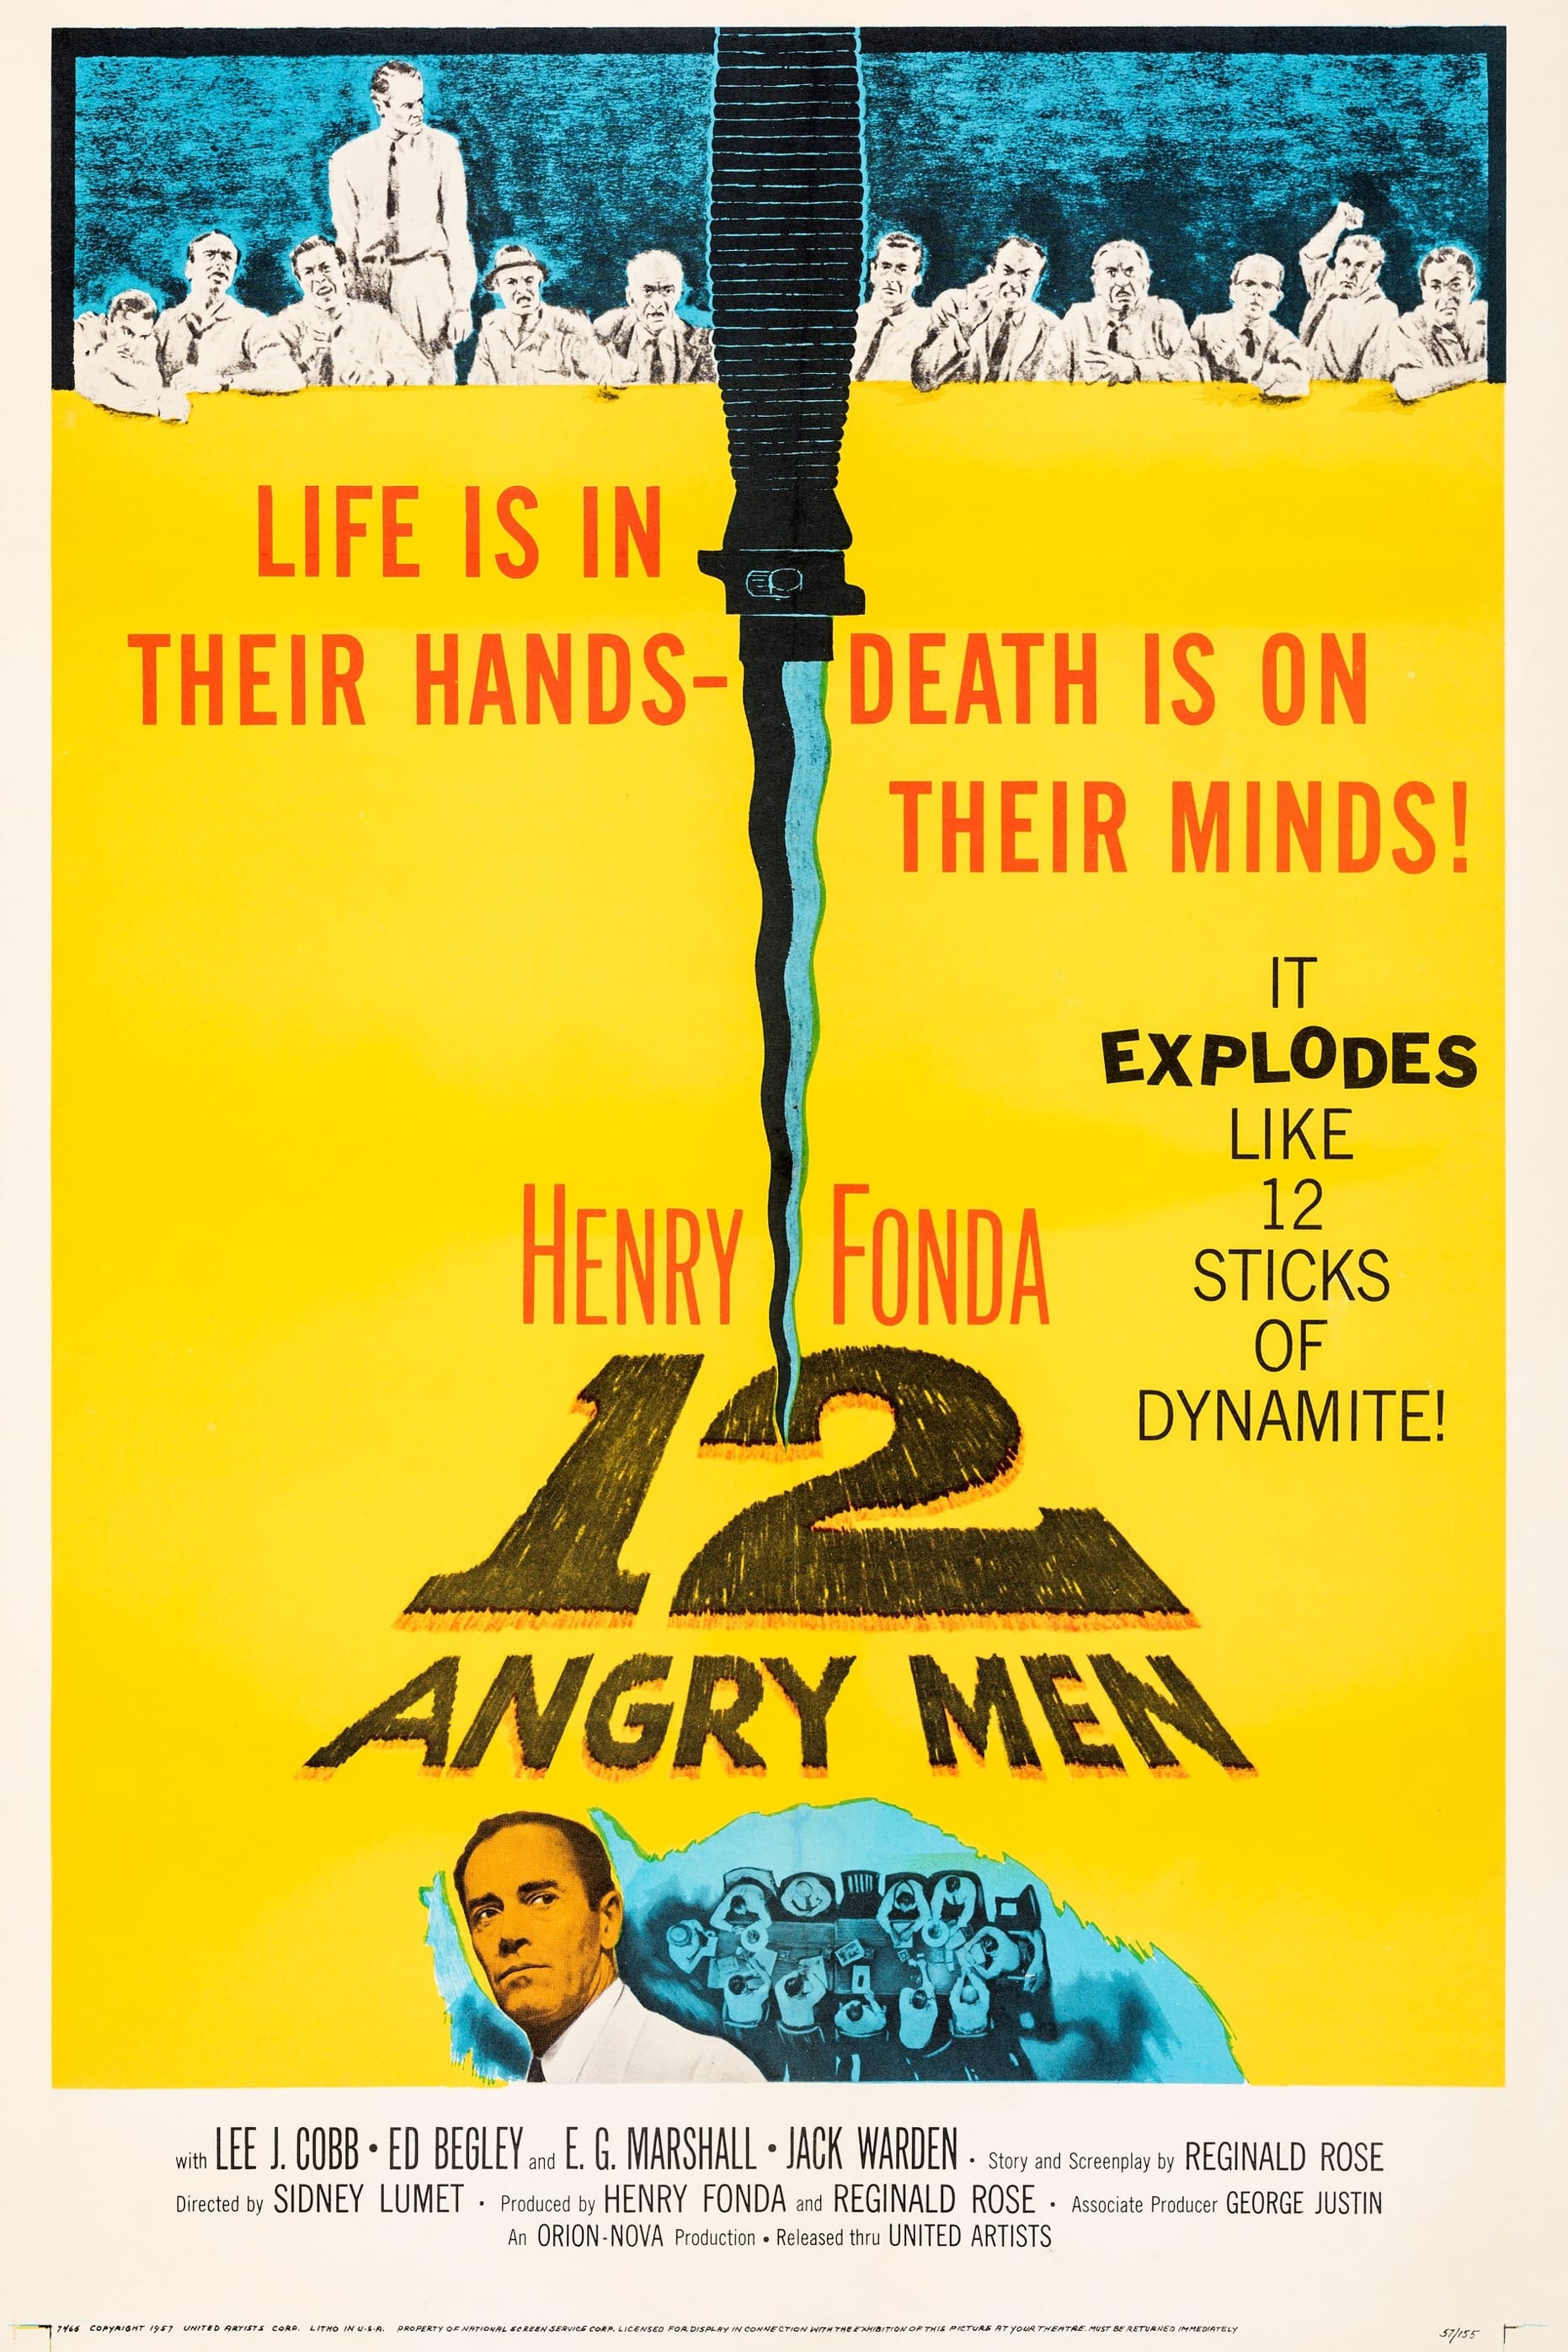 LIFE IS IN
THEIR HANDS- DEATH IS ON
THEIR MINDS!
IT
EXPLODES
LIKE
12
STICKS
OF
DYNAMITE!
HENRY FONDA
12
ANGRY MEN
with LEE J. COBB • ED BEGLEY and E. G. MARSHALL • JACK WARDEN • Story and Screenplay by REGINALD ROSE
Directed by SIDNEY LUMET • Produced by HENRY FONDA and REGINALD ROSE • Associate Producer GEORGE JUSTIN
An ORION-NOVA Production • Released thru UNITED ARTISTS
7466 COPYRIGHT 1957 UNITED ARTISTS CORP. LITHO IN U.S.A. PROPERTY OF NATIONAL SCREEN SERVICE CORP. LICENSED FOR DISPLAY IN CONNECTION WITH THE EXHIBITION OF THIS PICTURE AT YOUR THEATRE. MUST BE RETURNED IMMEDIATELY
57/155